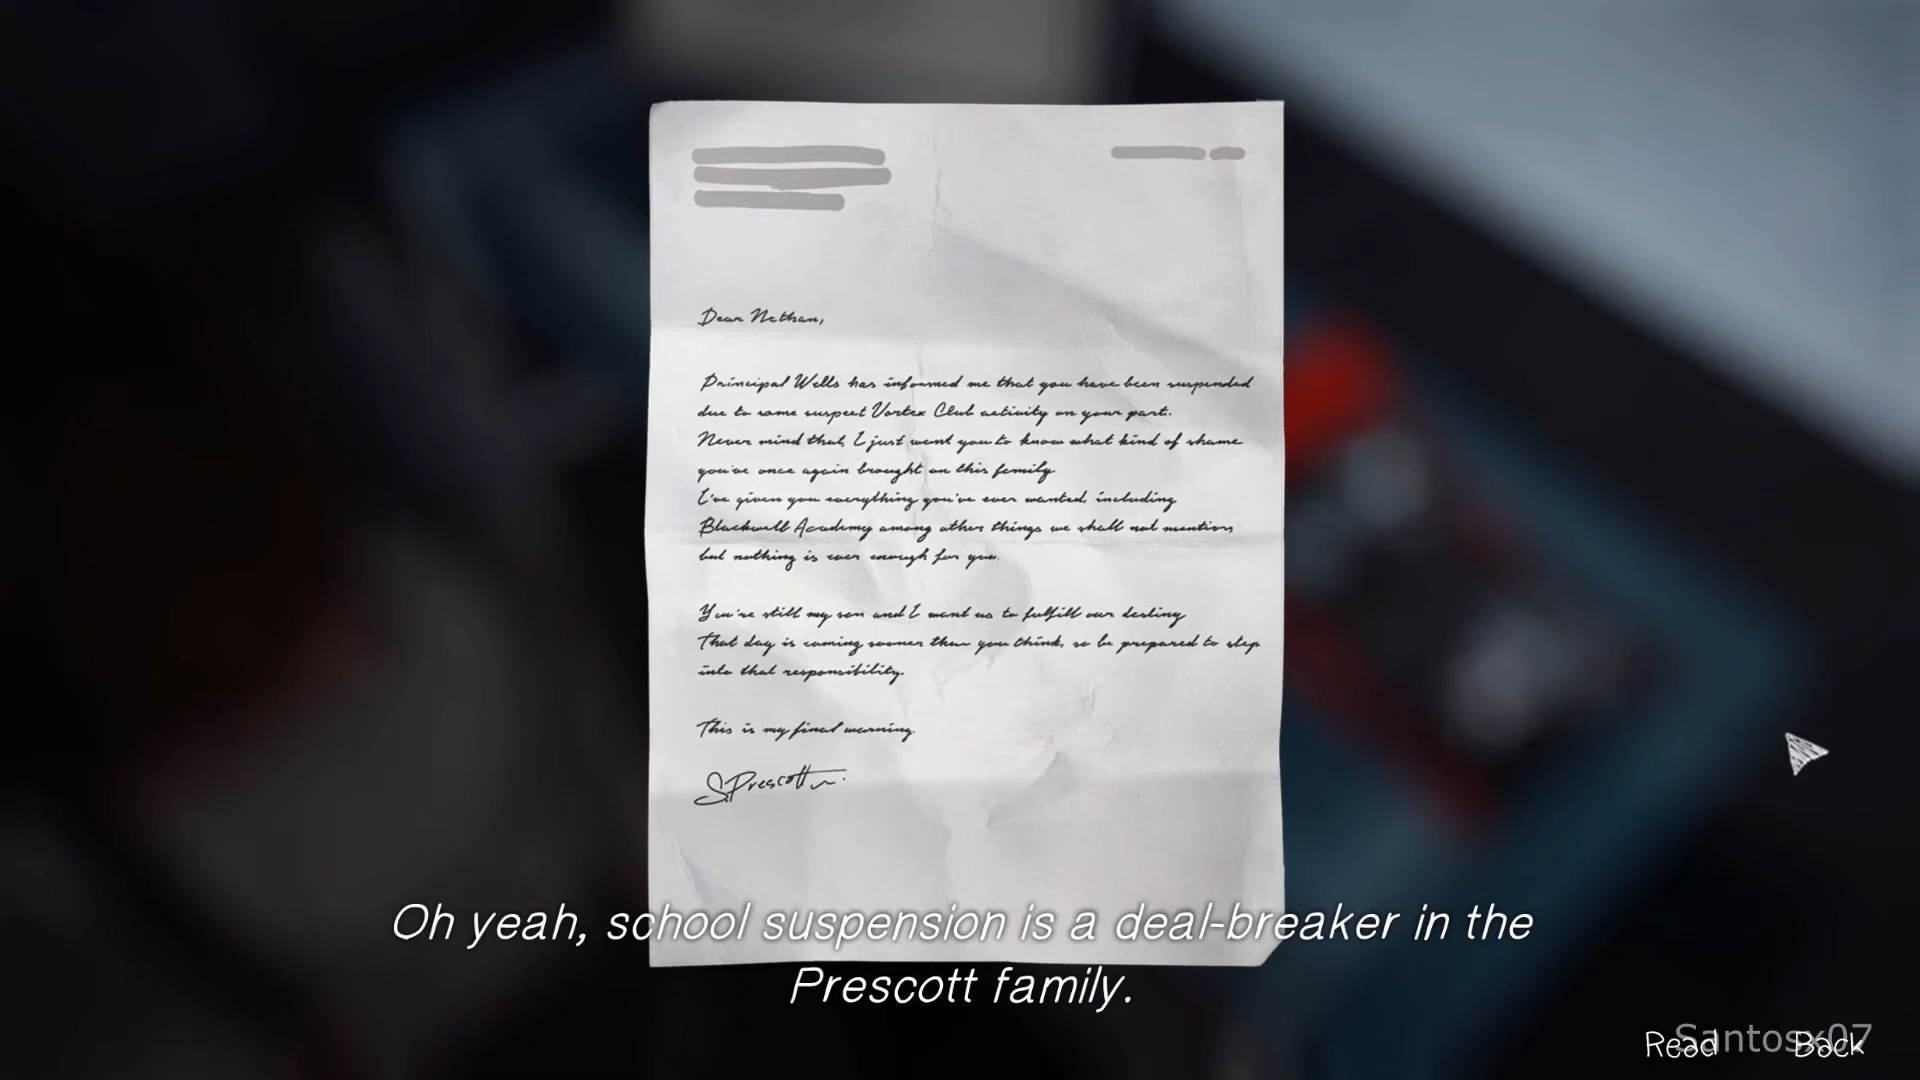 Dear Nathan,
Principal Wells has informed me that you have been suspended
due to some suspect Vortex Club activity on your part.
Never mind that, I just want you to know what kind of shame
you've once again brought on this family
I've given you everything you've ever wanted, including
Blackwell Academy among other things we shall not mention
but nothing is ever enough for you.
You're still my son and I want us to fulfill our destiny
That day is coming sooner than you think, so be prepared to step
into that responsibility.
This is my final warning.
S.Prescott
Oh yeah, school suspension is a deal-breaker in the
Prescott family.
Read Back
Santosx07